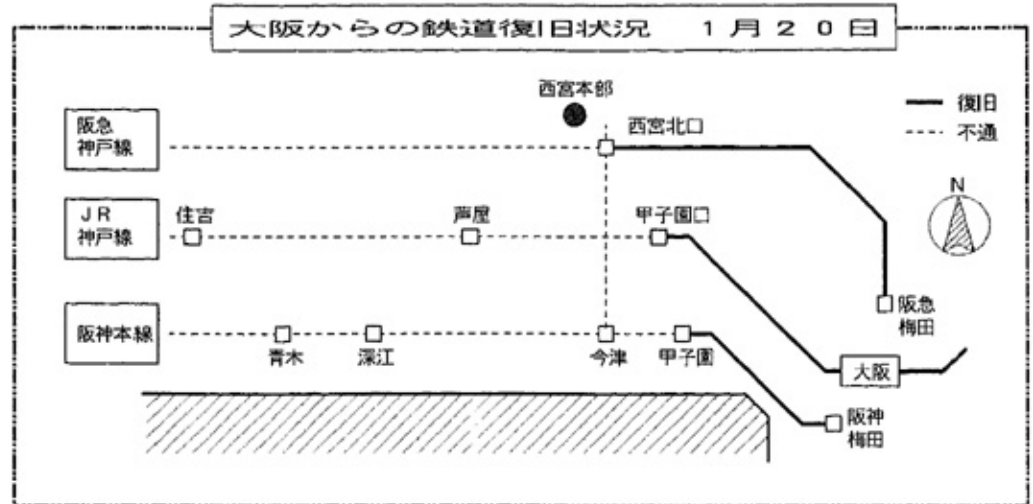 大阪からの鉄道復旧状況 1月20日
西宮本部
復旧
不通
阪急
神戸線
西宮北口
N
JR
神戸線
住吉
芦屋
甲子園口
阪急
梅田
阪神本線
青木
深江
今津
甲子園
大阪
阪神
梅田